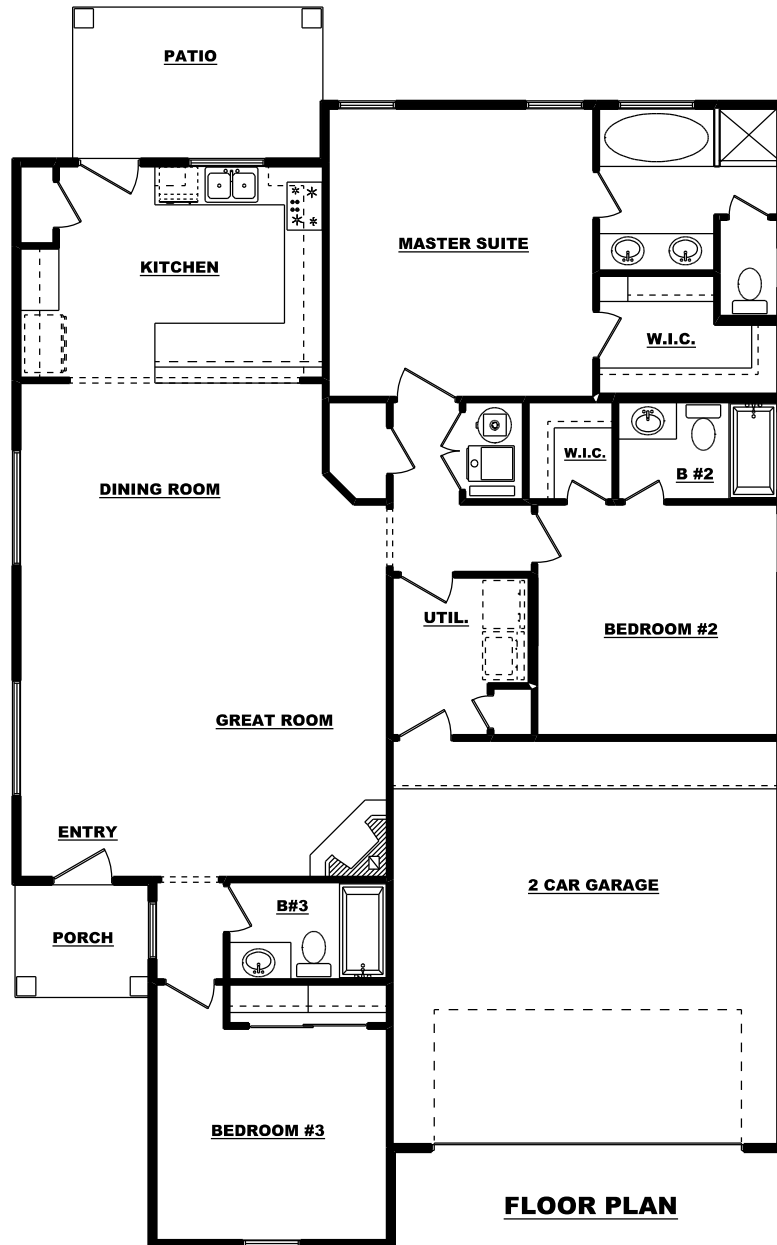 PATIO
MASTER SUITE
KITCHEN
W.I.C.
W.I.C.
B #2
DINING ROOM
UTIL.
BEDROOM #2
GREAT ROOM
ENTRY
2 CAR GARAGE
B#3
PORCH
BEDROOM #3
FLOOR PLAN